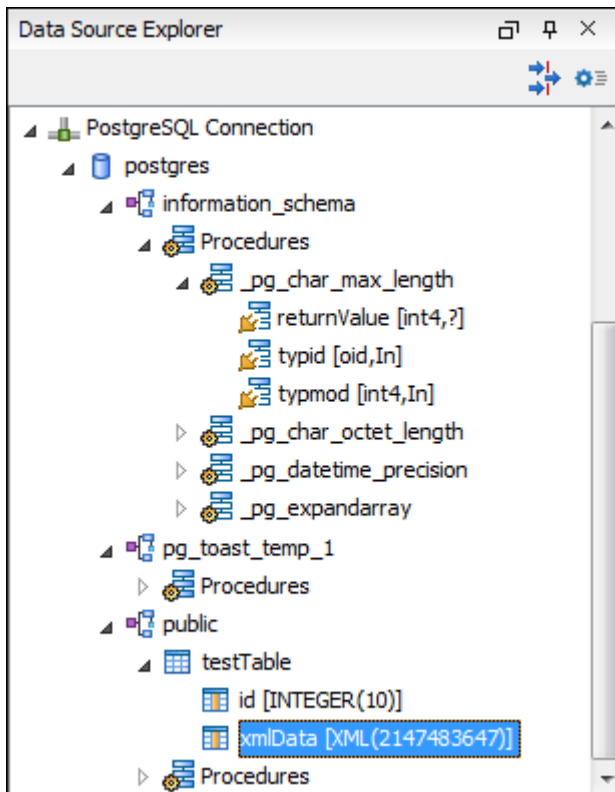 Data Source Explorer
PostgreSQL Connection
postgres
information_schema
Procedures
_pg_char_max_length
returnValue [int4,?]
typid [oid,In]
typmod [int4,In]
_pg_char_octet_length
_pg_datetime_precision
_pg_expandarray
pg_toast_temp_1
Procedures
public
testTable
id [INTEGER(10)]
xmlData [XML(2147483647)]
Procedures